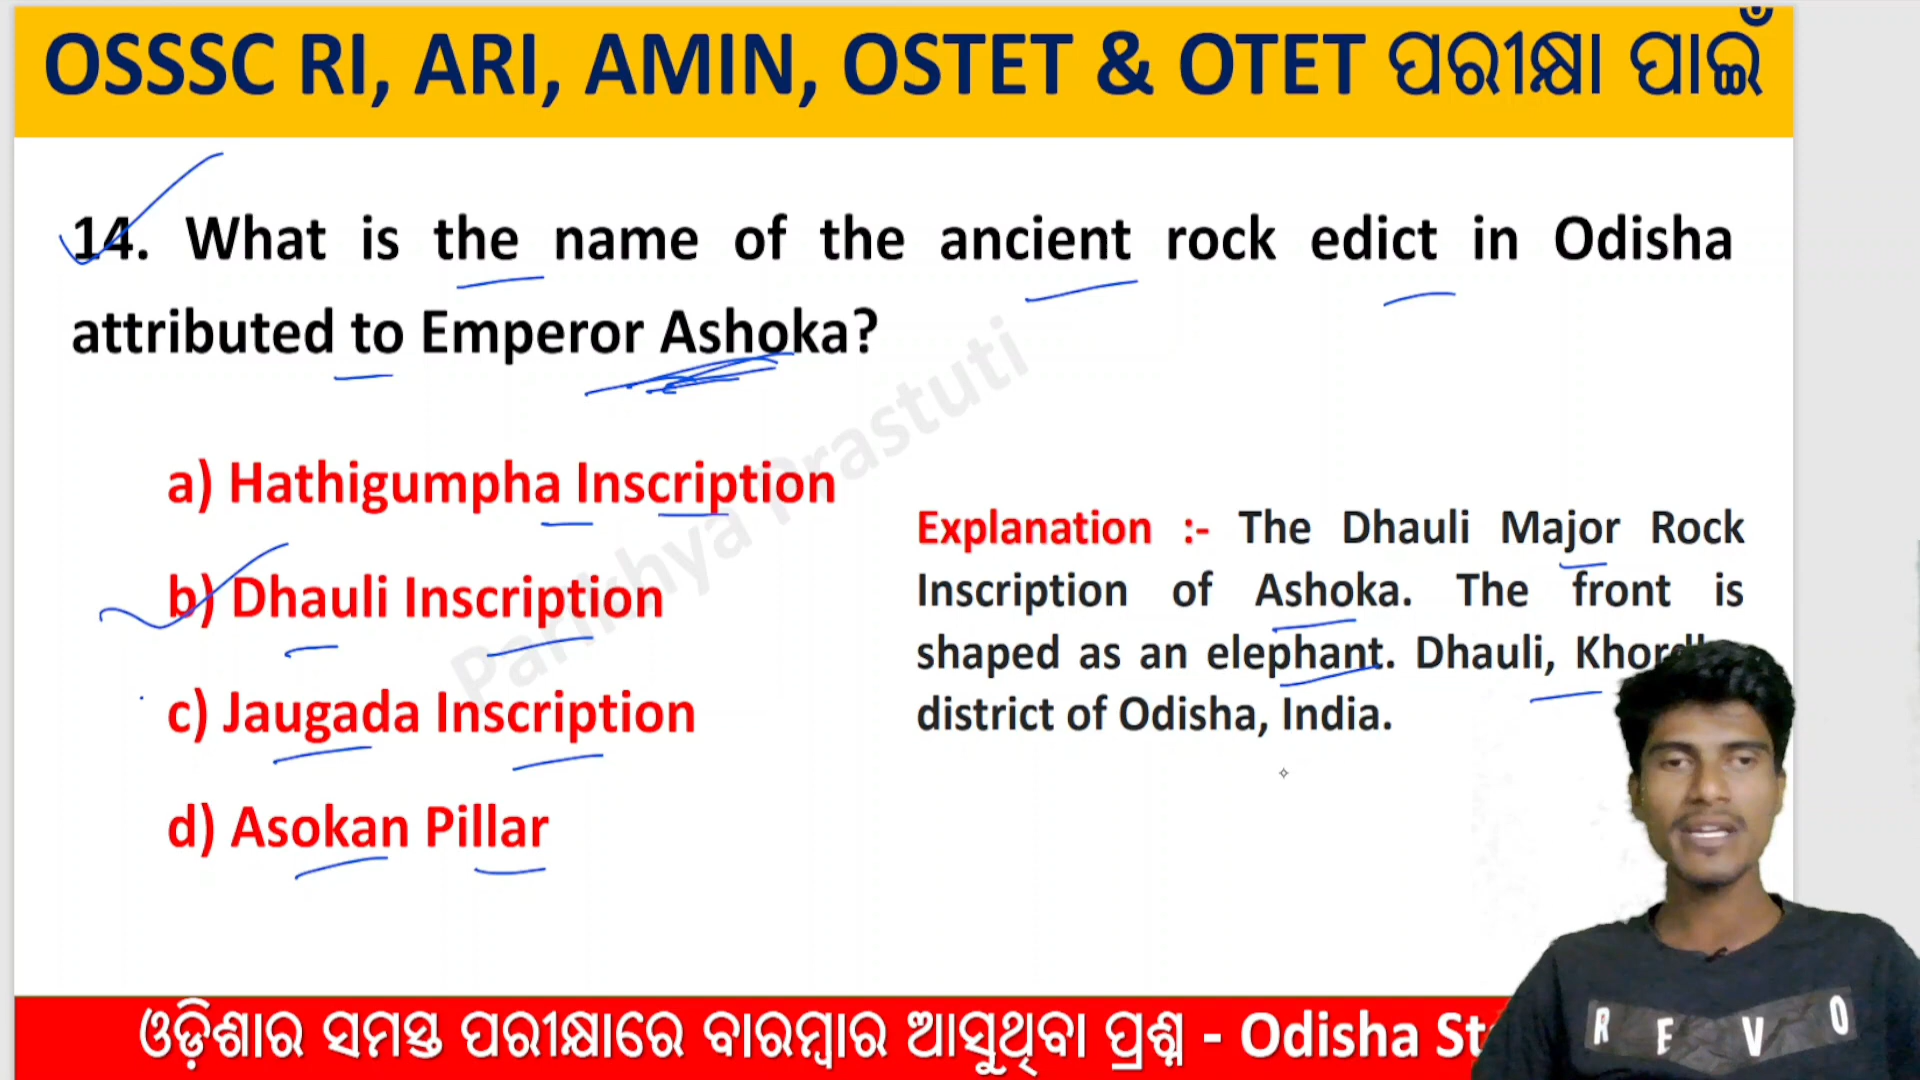 OSSSC RI, ARI, AMIN, OSTET & OTET ପରୀକ୍ଷା ପାଇଁ
14. What is the name of the ancient rock edict in Odisha
attributed to Emperor Ashoka?
a) Hathigumpha Inscription
b) Dhauli Inscription
c) Jaugada Inscription
d) Asokan Pillar
Explanation :- The Dhauli Major Rock
Inscription of Ashoka. The front is
shaped as an elephant. Dhauli,
district of Odisha, India.
Parikhya Prastuti
ଓଡ଼ିଶାର ସମସ୍ତ ପରୀକ୍ଷାରେ ବାରମ୍ବାର ଆସୁଥିବା ପ୍ରଶ୍ନ - Odisha
REVO